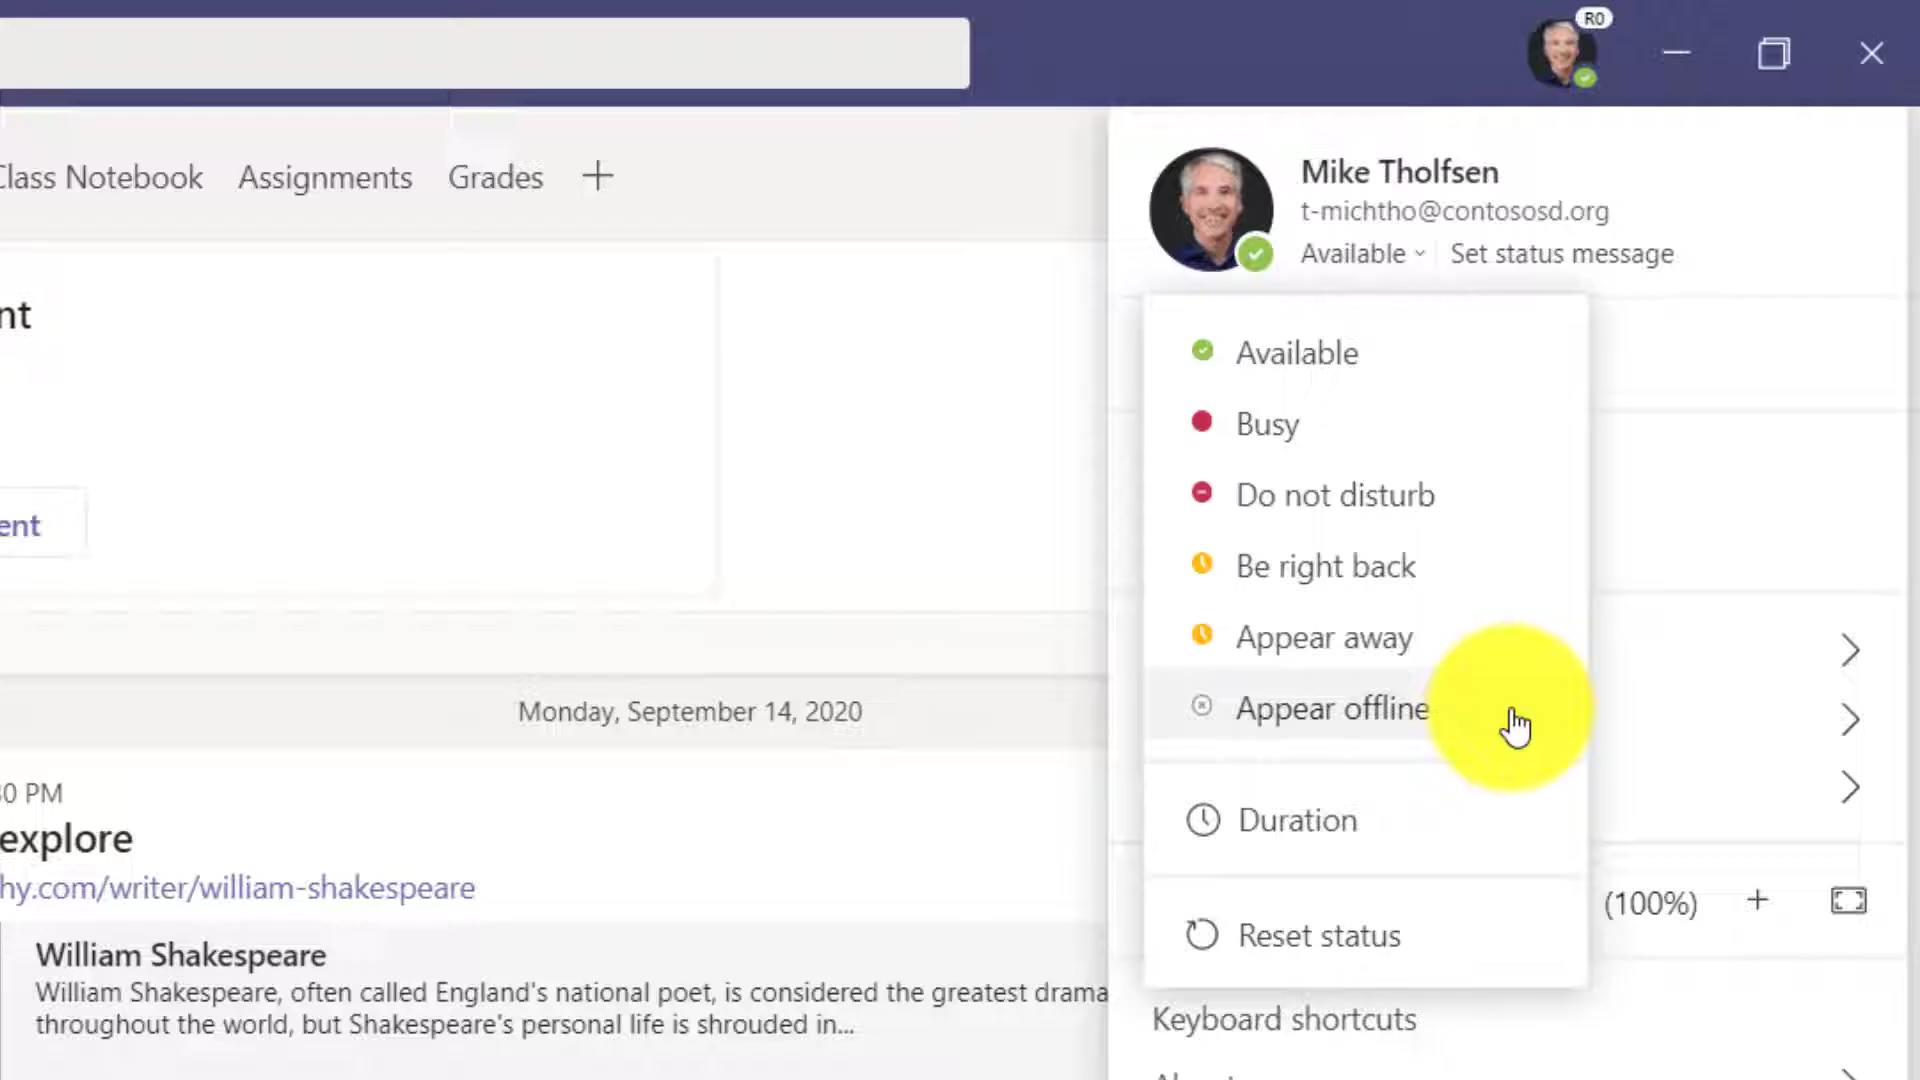 R0
Class Notebook Assignments Grades +
Mike Tholfsen
t-michtho@contososd.org
Available Set status message
nt
Available
Busy
Do not disturb
ent
Be right back
Appear away
Appear offline
Monday, September 14, 2020
30 PM
Duration
explore
hy.com/writer/william-shakespeare
(100%) +
Reset status
William Shakespeare
William Shakespeare, often called England's national poet, is considered the greatest drama
throughout the world, but Shakespeare's personal life is shrouded in...
Keyboard shortcuts